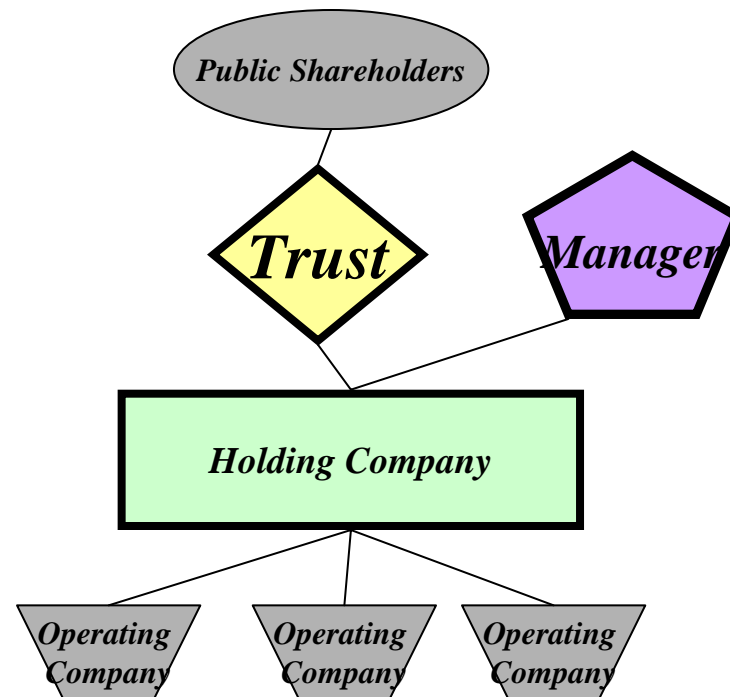 Public Shareholders
Trust
Manager
Holding Company
Operating
Company
Operating
Company
Operating
Company